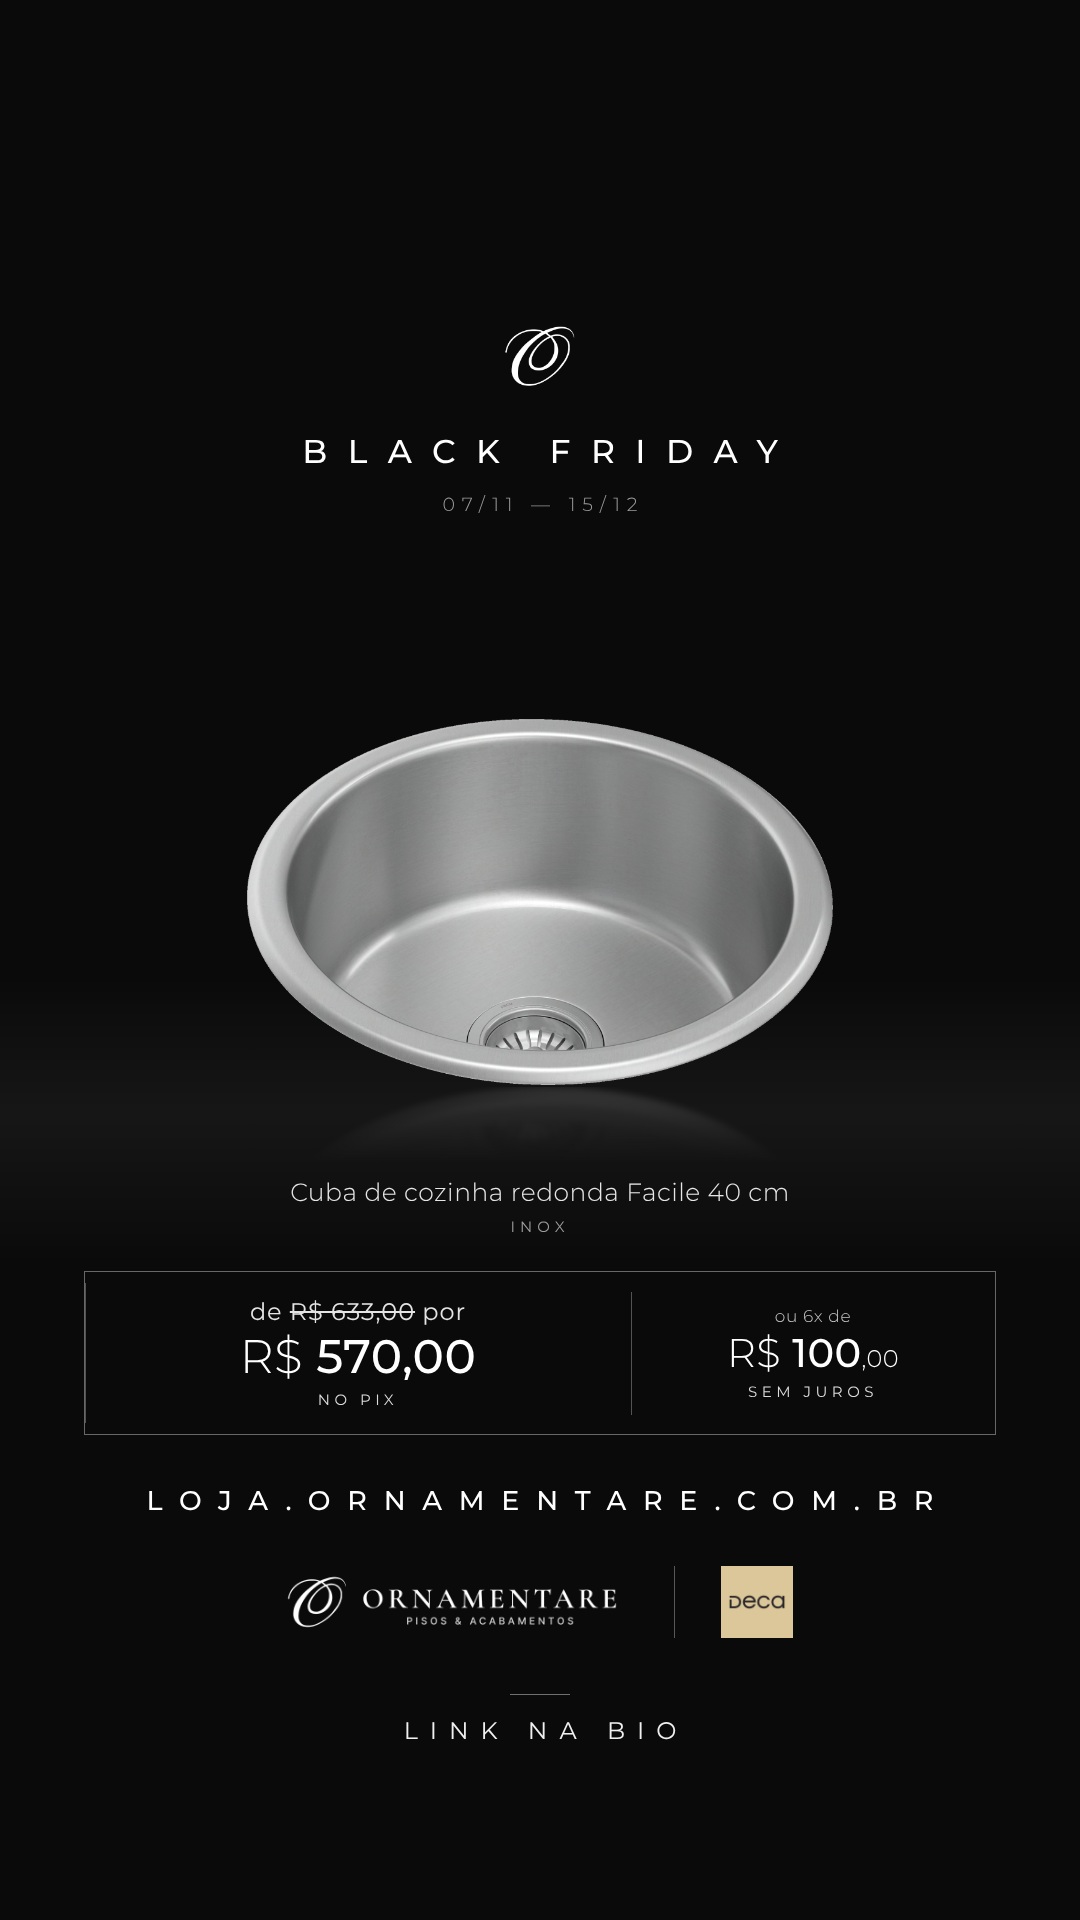 O
BLACK FRIDAY
07/11 — 15/12
Cuba de cozinha redonda Facile 40 cm
INOX
de R$ 633,00 por
R$ 570,00
NO PIX
ou 6x de
R$ 100,00
SEM JUROS
LOJA.ORNAMENTARE.COM.BR
O ORNAMENTARE
PISOS & ACABAMENTOS
Deca
LINK NA BIO